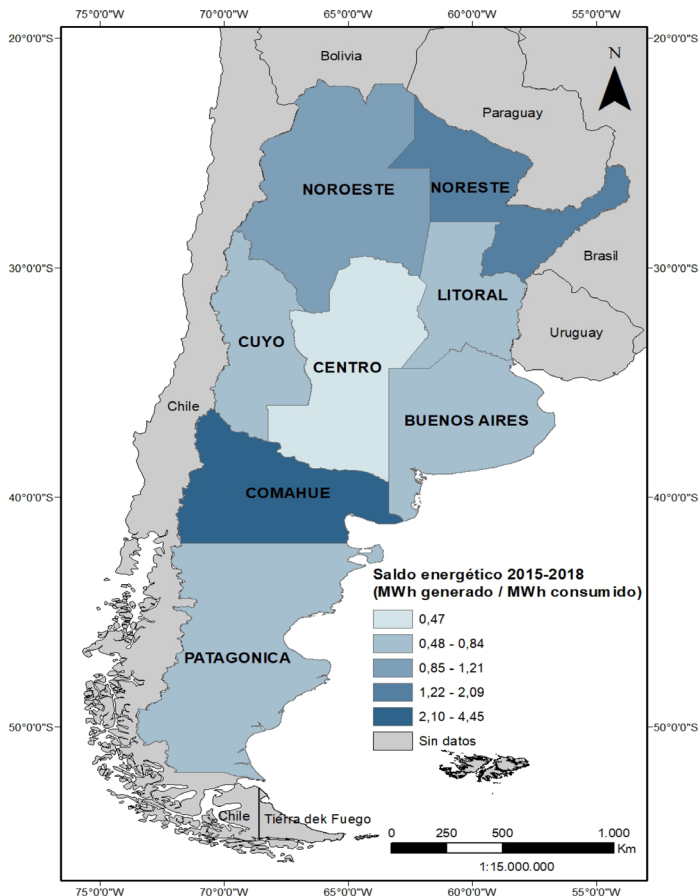 75°0'0"W 70°0'0"W 65°0'0"W 60°0'0"W 55°0'0"W
20°0'0"S 20°0'0"S
Bolivia
N
Paraguay
NOROESTE
NORESTE
Brasil
30°0'0"S 30°0'0"S
LITORAL
Uruguay
CUYO
CENTRO
Chile
BUENOS AIRES
COMAHUE
40°0'0"S 40°0'0"S
Saldo energético 2015-2018
(MWh generado / MWh consumido)
0,47
0,48 - 0,84
0,85 - 1,21
1,22 - 2,09
2,10 - 4,45
Sin datos
PATAGONICA
50°0'0"S 50°0'0"S
Chile
Tierra dek Fuego
0 250 500 1.000
Km
1:15.000.000
75°0'0"W 70°0'0"W 65°0'0"W 60°0'0"W 55°0'0"W